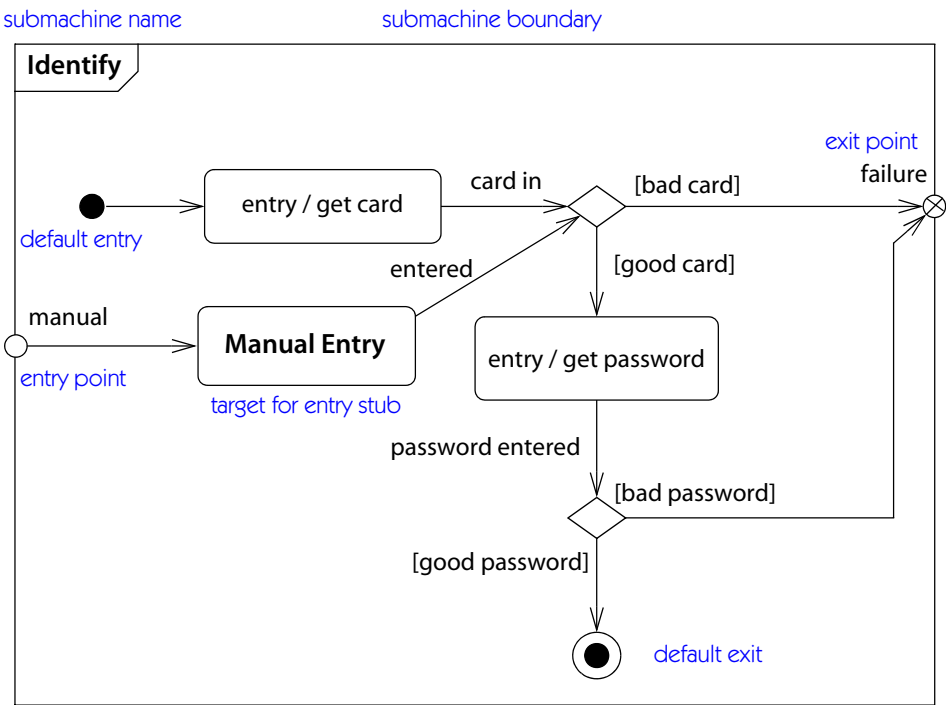 submachine name
submachine boundary
Identify
exit point
failure
card in
[bad card]
entry / get card
default entry
entered
[good card]
manual
Manual Entry
entry / get password
entry point
target for entry stub
password entered
[bad password]
[good password]
default exit